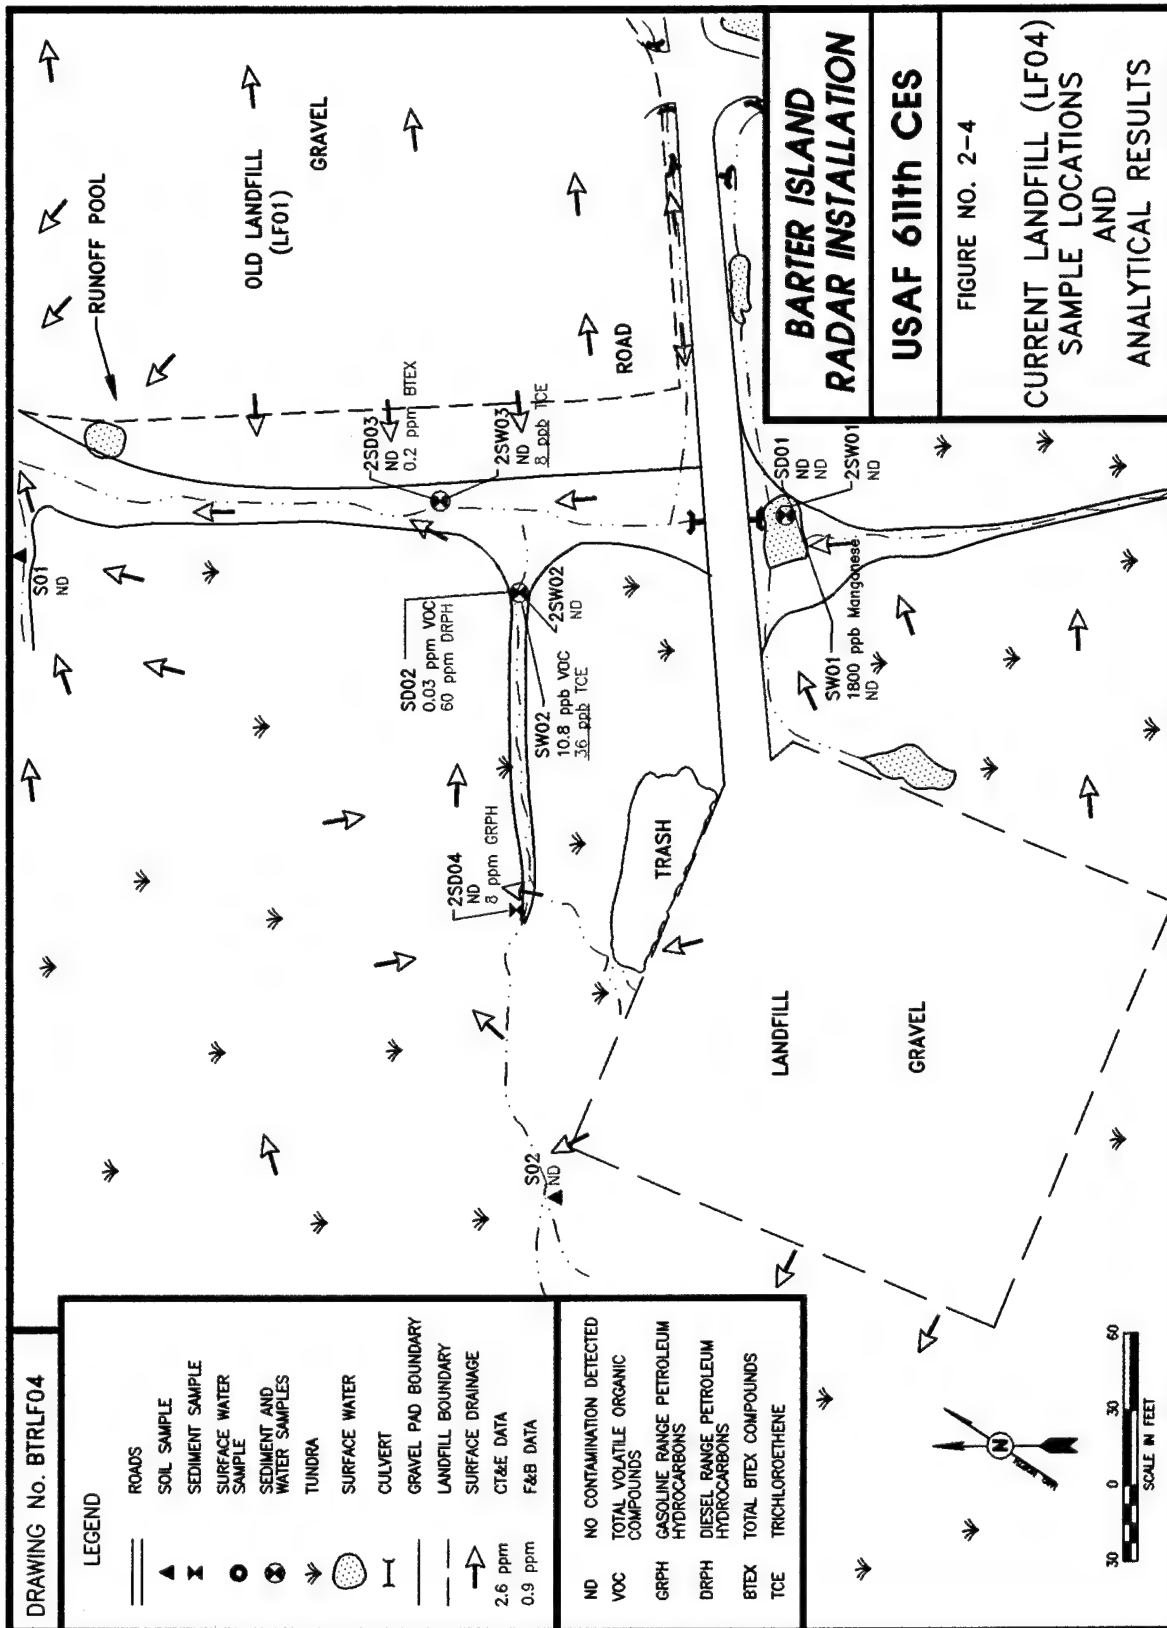 DRAWING No. BTRLF04
LEGEND
ROADS
SOIL SAMPLE
SEDIMENT SAMPLE
SURFACE WATER
SAMPLE
SEDIMENT AND
WATER SAMPLES
TUNDRA
SURFACE WATER
CULVERT
GRAVEL PAD BOUNDARY
LANDFILL BOUNDARY
SURFACE DRAINAGE
2.6 ppm CT&E DATA
0.9 ppm F&B DATA
ND NO CONTAMINATION DETECTED
VOC TOTAL VOLATILE ORGANIC
COMPOUNDS
GRPH GASOLINE RANGE PETROLEUM
HYDROCARBONS
DRPH DIESEL RANGE PETROLEUM
HYDROCARBONS
BTEX TOTAL BTEX COMPOUNDS
TCE TRICHLOROETHENE
S01
ND
RUNOFF POOL
OLD LANDFILL
(LF01)
GRAVEL
2SD03
ND
0.2 ppm BTEX
2SW03
ND
8 ppb TCE
ROAD
SD02
0.03 ppm VOC
60 ppm DRPH
2SW02
ND
SW02
10.8 ppb VOC
36 ppb TCE
2SD04
ND
8 ppm GRPH
S02
ND
TRASH
LANDFILL
GRAVEL
SD01
ND
ND
2SW01
ND
SW01
1800 ppb Manganese
ND
N
30 0 30 60
SCALE IN FEET
BARTER ISLAND
RADAR INSTALLATION
USAF 611th CES
FIGURE NO. 2-4
CURRENT LANDFILL (LF04)
SAMPLE LOCATIONS
AND
ANALYTICAL RESULTS